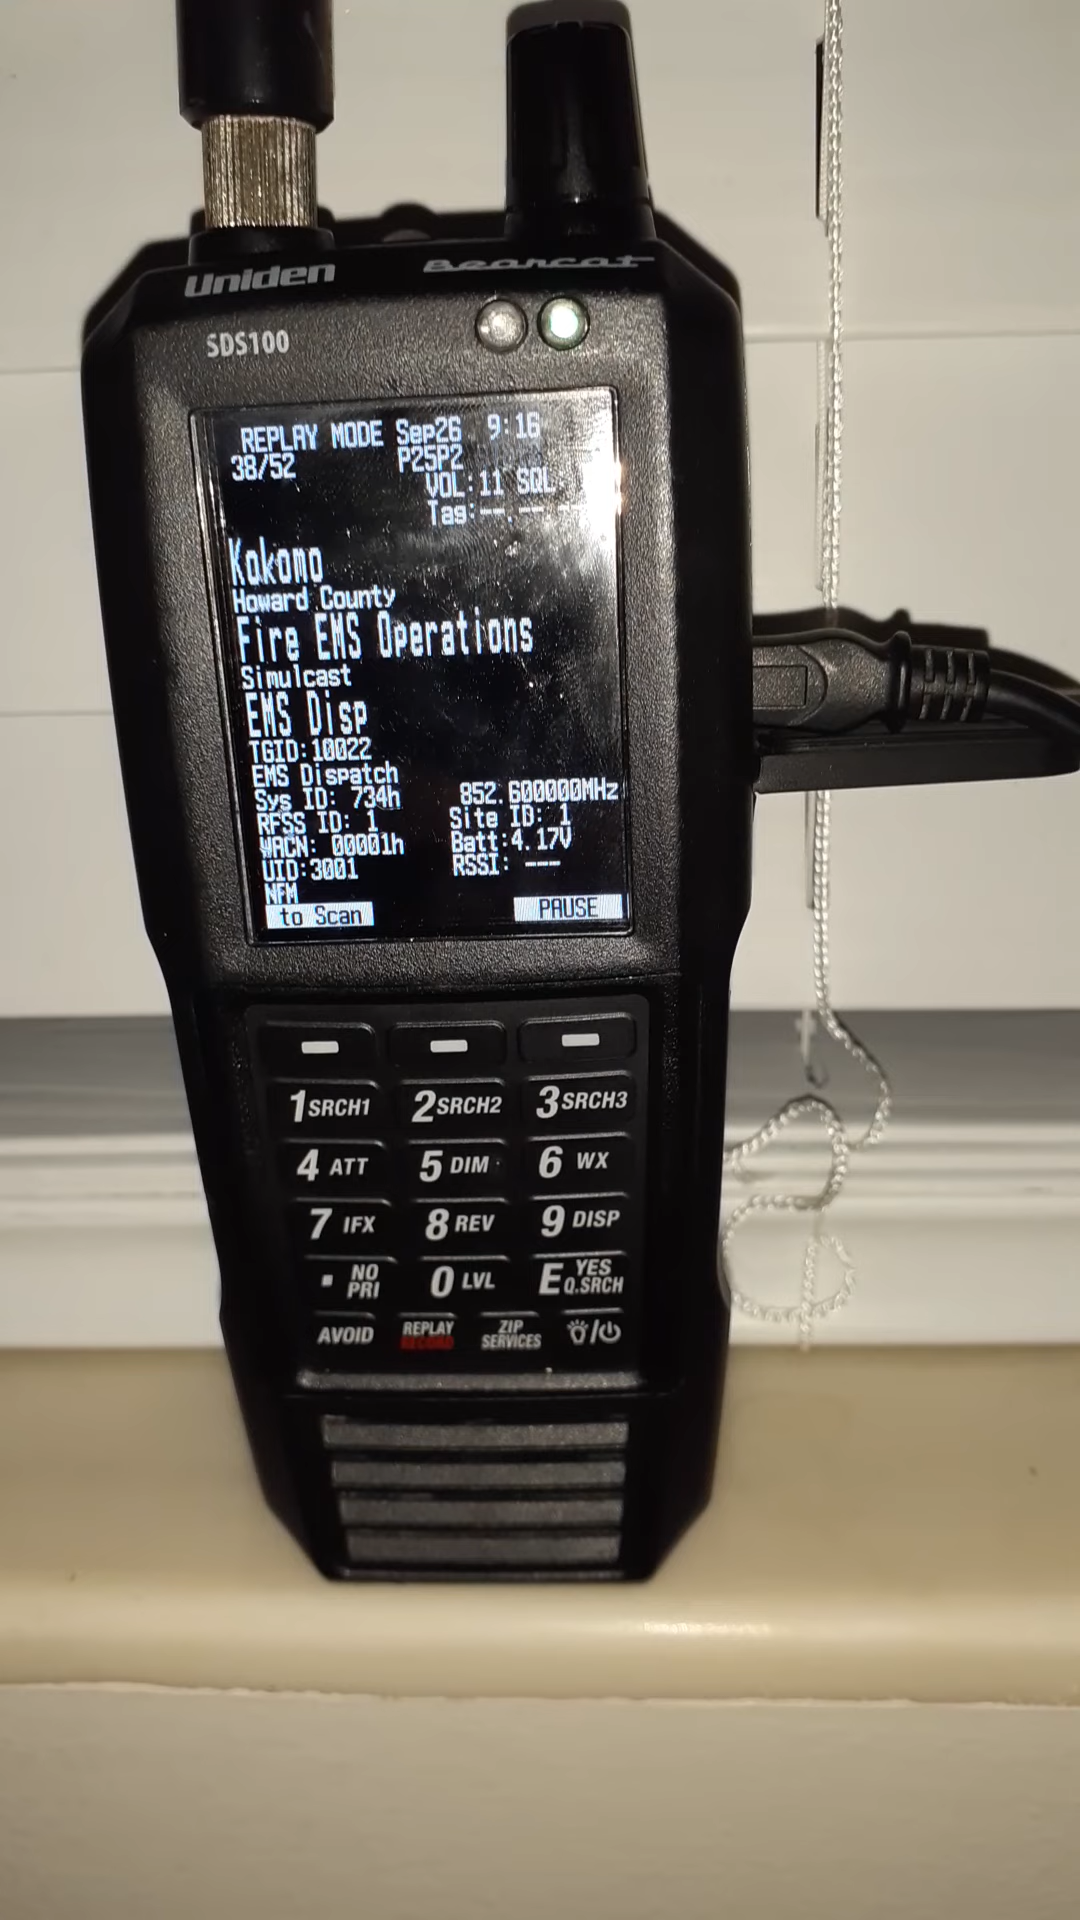 Uniden Bearcat
SDS100
REPLAY MODE Sep26 9:16
38/52 P25P2
VOL:11 SQL:
Tag:--.--.--
Kokomo
Howard County
Fire EMS Operations
Simulcast
EMS Disp
TGID:10022
EMS Dispatch
Sys ID: 734h 852.600000MHz
RFSS ID: 1 Site ID: 1
WACN: 00001h Batt:4.17V
UID:3001 RSSI: ---
NFM
to Scan PAUSE
1 SRCH1 2 SRCH2 3 SRCH3
4 ATT 5 DIM 6 WX
7 IFX 8 REV 9 DISP
. NO PRI 0 LVL E YES Q.SRCH
AVOID REPLAY RECORD ZIP SERVICES